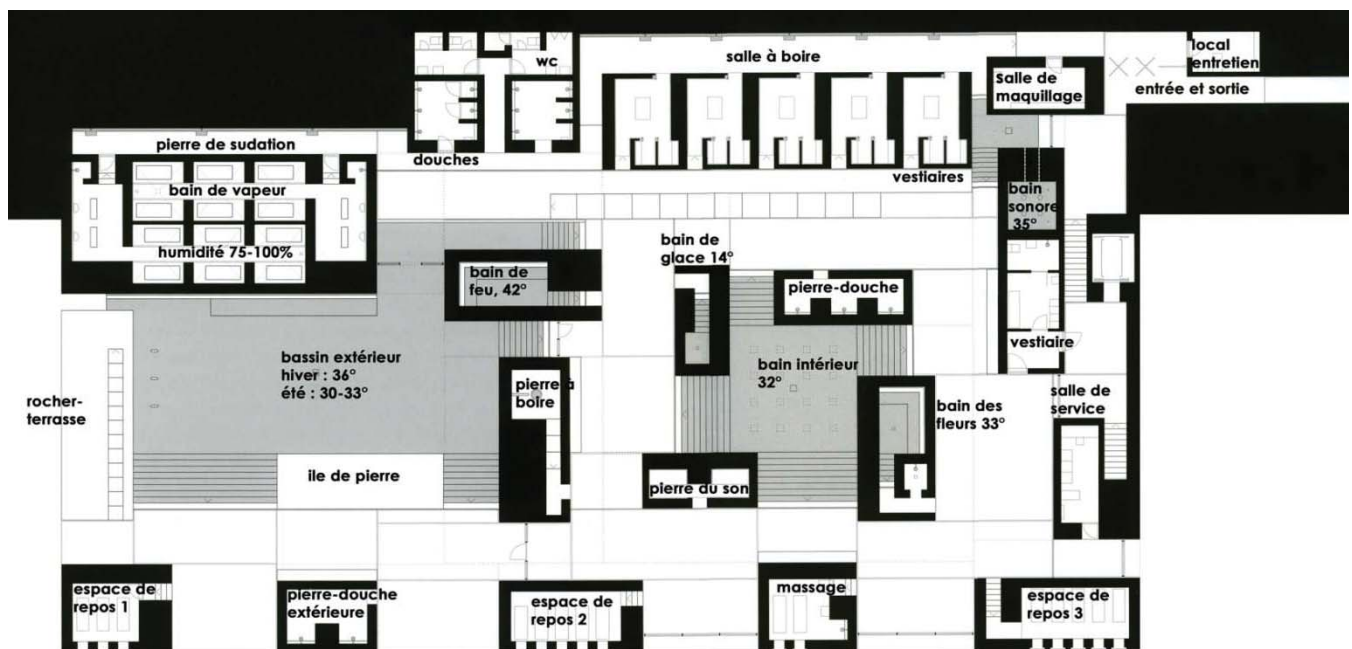 wc
salle à boire
Salle de
maquillage
local
entretien
entrée et sortie
pierre de sudation
douches
vestiaires
bain de vapeur
humidité 75-100%
bain
sonore
35°
bain de
glace 14°
bain de
feu, 42°
pierre-douche
vestiaire
bassin extérieur
hiver : 36°
été : 30-33°
bain intérieur
32°
pierre à
boire
rocher-
terrasse
bain des
fleurs 33°
salle de
service
ile de pierre
pierre du son
espace de
repos 1
pierre-douche
extérieure
espace de
repos 2
massage
espace de
repos 3